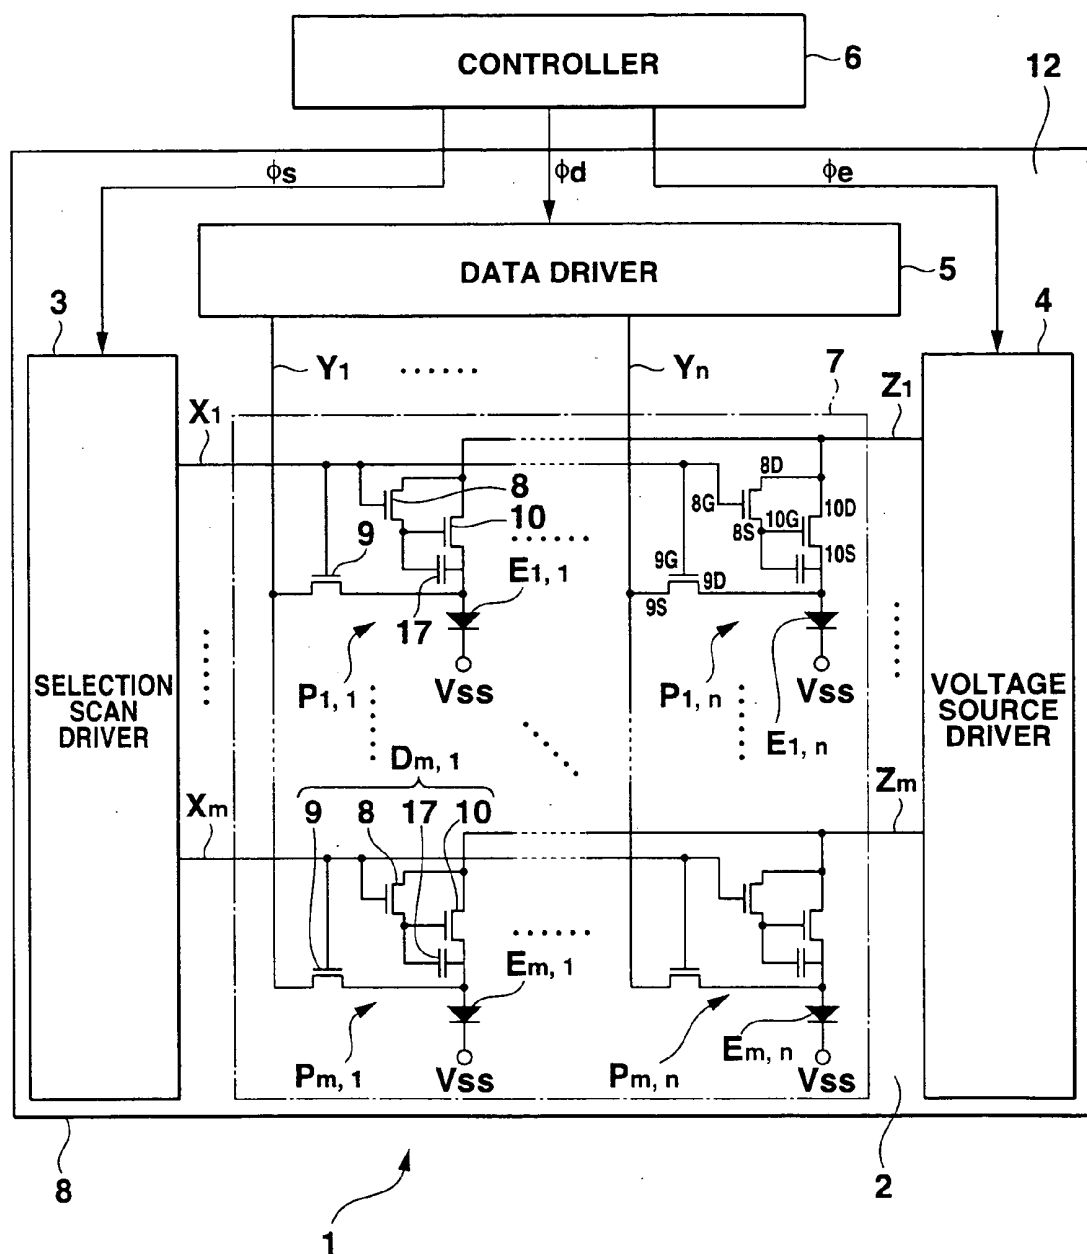 CONTROLLER
6
12
ϕs
ϕd
ϕe
DATA DRIVER
5
3
4
Y1
......
Yn
7
Z1
X1
8D
8
8G
10G
10D
10
8S
10S
......
9
9G
9D
E1, 1
9S
17
P1, 1
Vss
P1, n
Vss
E1, n
SELECTION
SCAN
DRIVER
VOLTAGE
SOURCE
DRIVER
Dm, 1
Zm
Xm
9
8
17
10
......
Em, 1
Em, n
Pm, 1
Vss
Pm, n
Vss
8
2
1